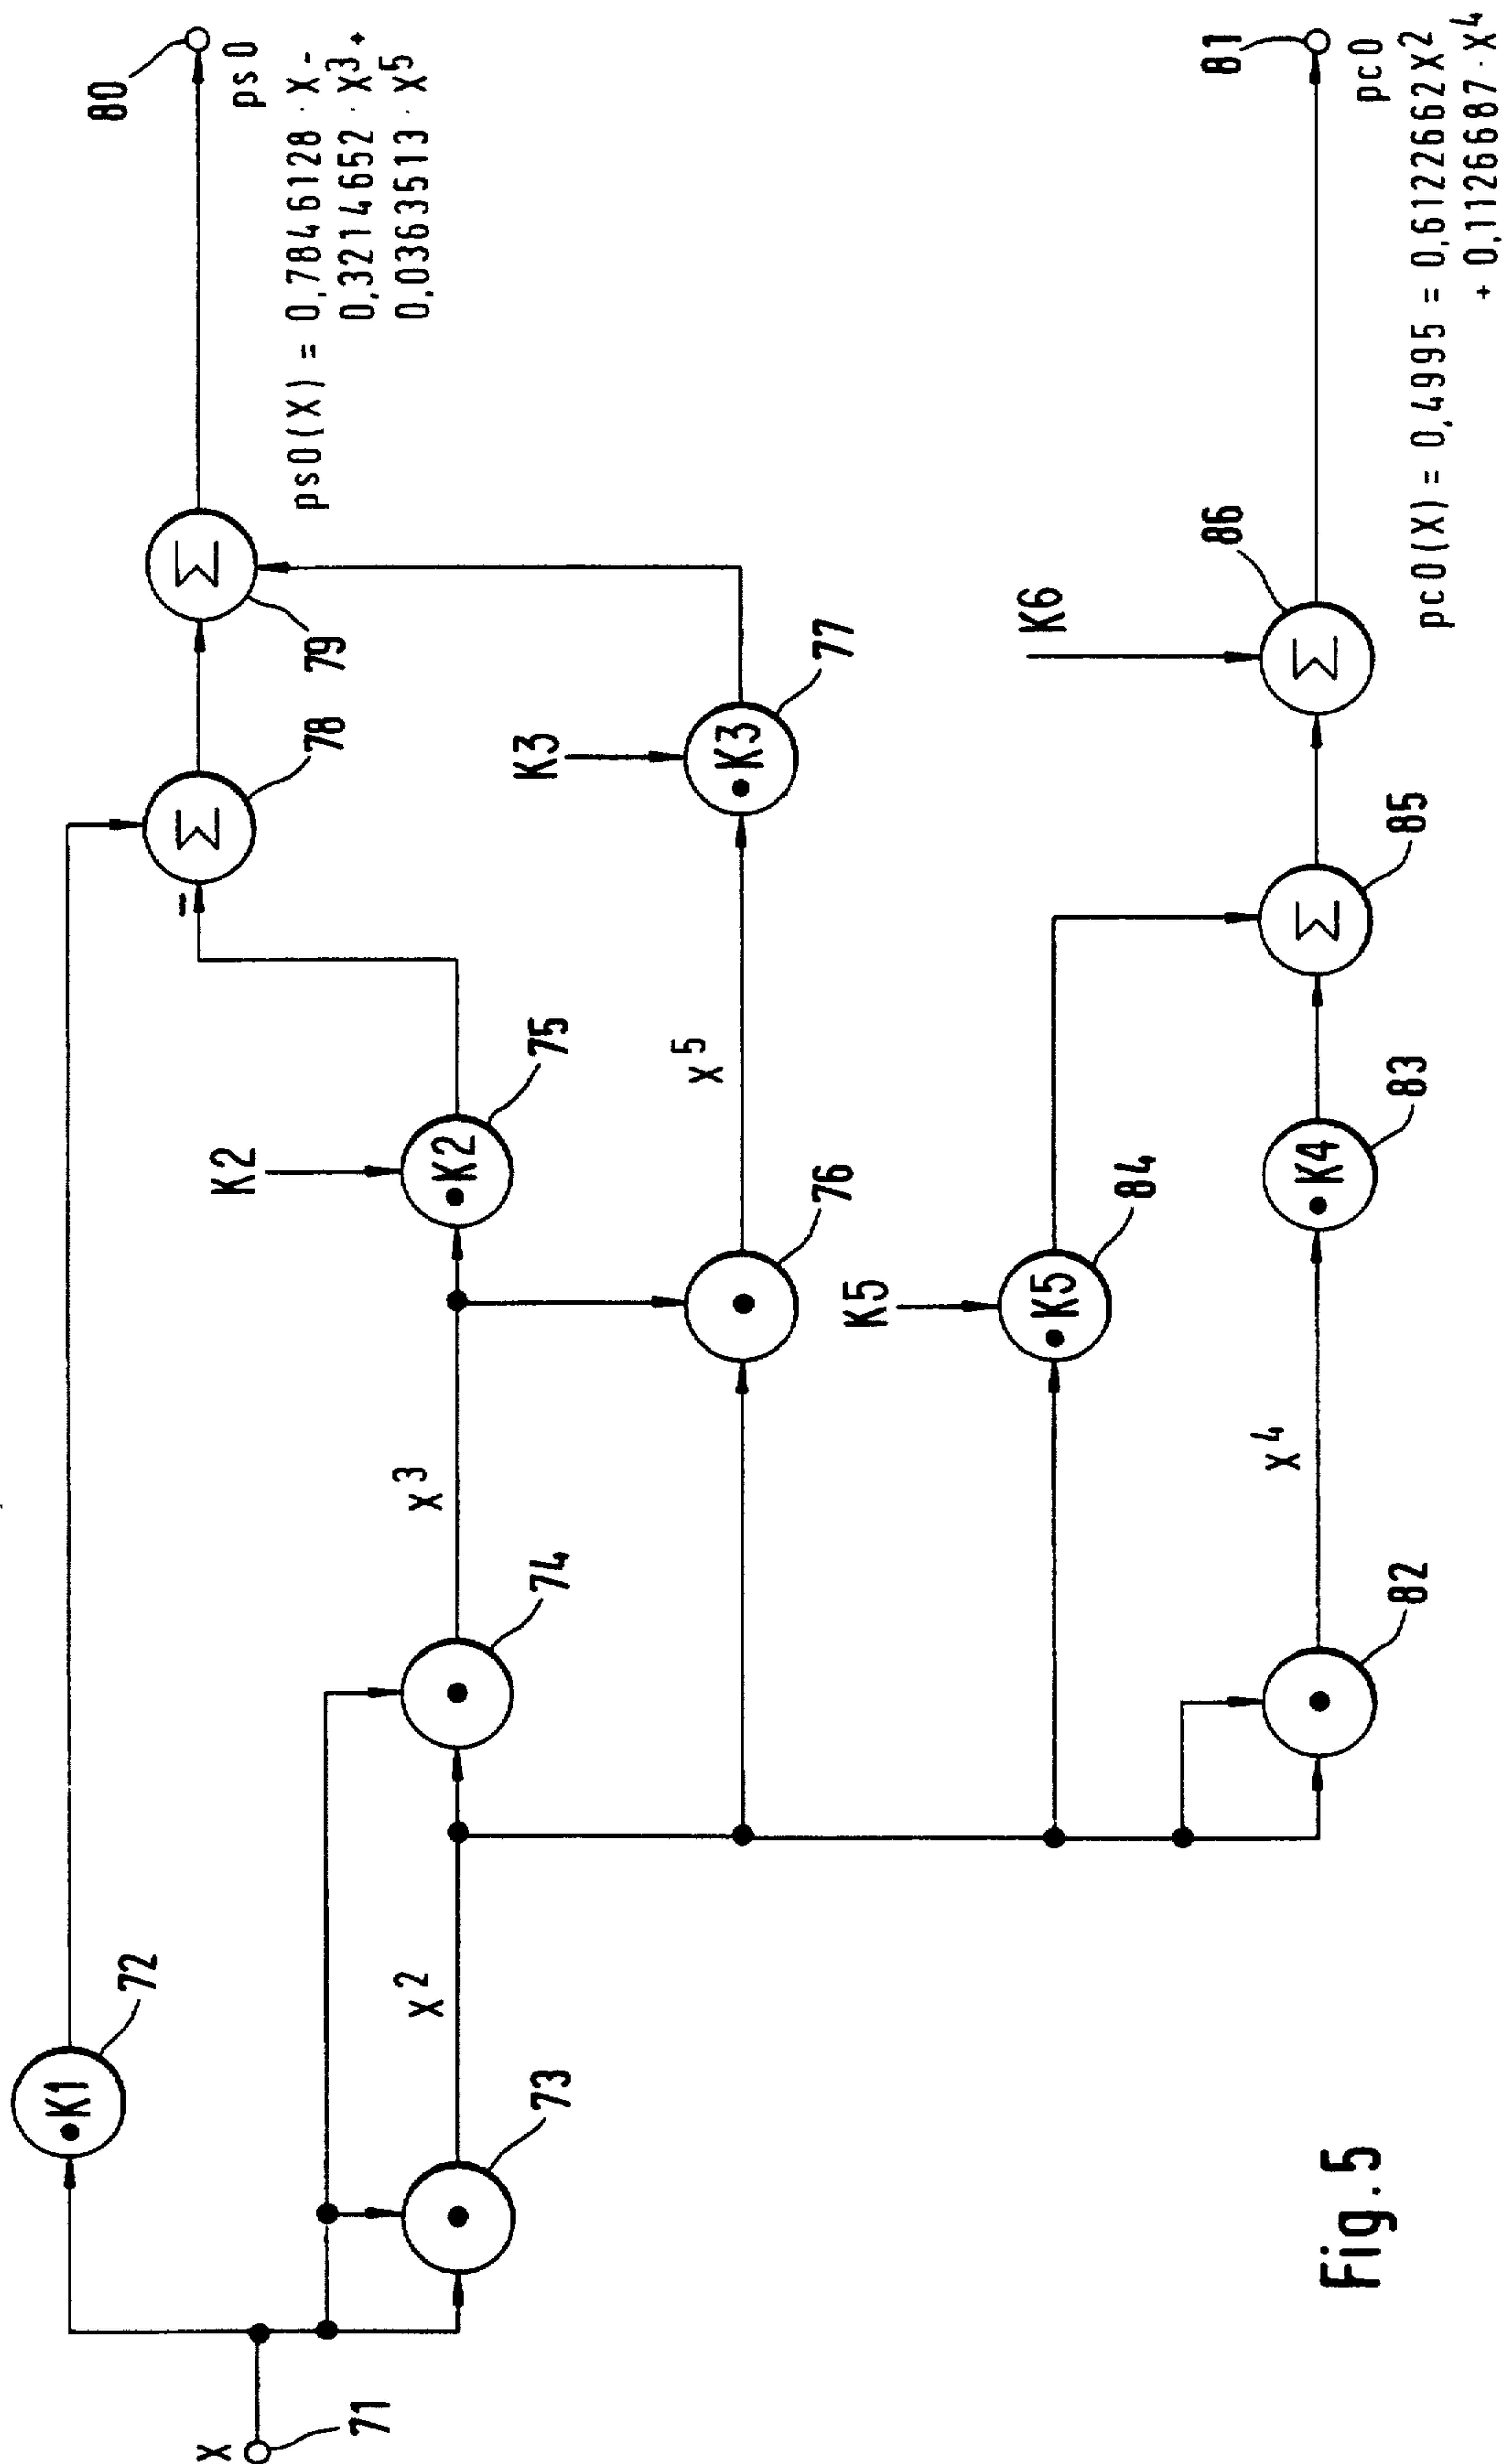 80
ps0
ps0(X) = 0,7846128 · X -
0,3214652 · X³ +
0,0363513 · X⁵
Σ
79
Σ
78
K3
•K3
77
K2
•K2
75
X⁵
76
X³
74
•K1
72
X²
73
X
71
81
pc0
pc0(X) = 0,4995 = 0,6122662X²
+ 0,1126687 · X⁴
K6
Σ
86
Σ
85
K5
•K5
84
•K4
83
X⁴
82
Fig.5